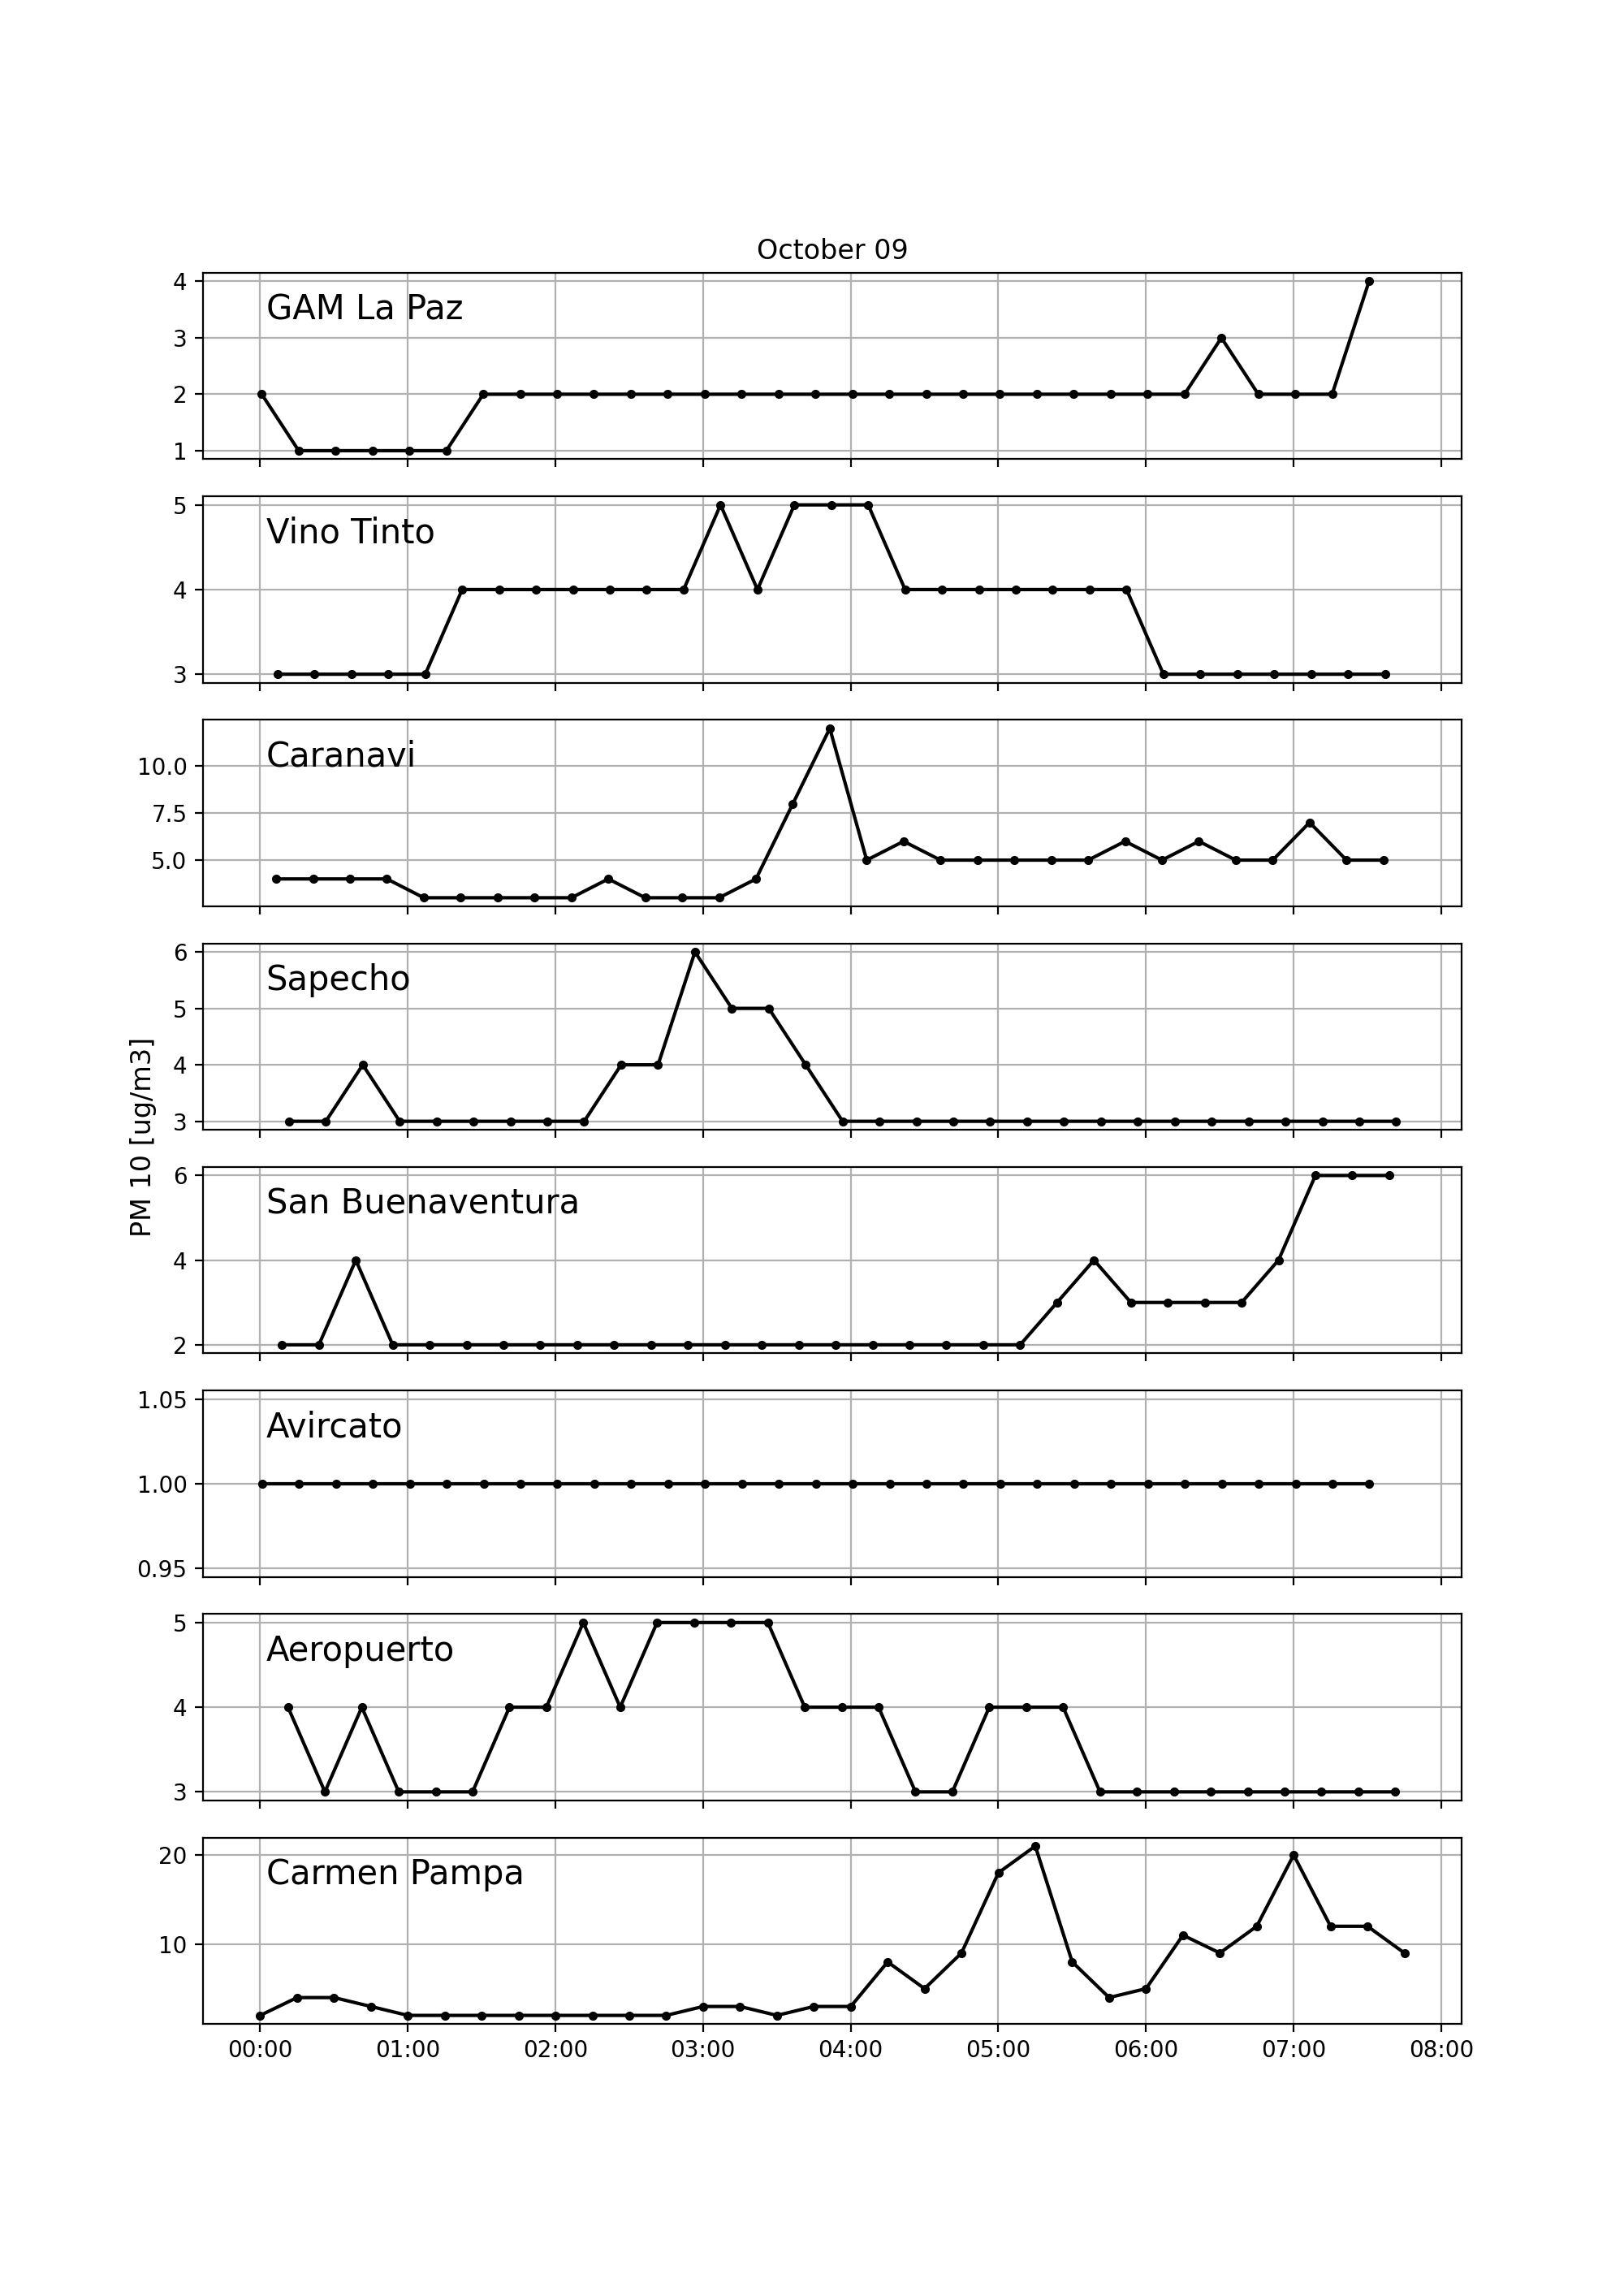 October 09
GAM La Paz
4
3
2
1
Vino Tinto
5
4
3
Caranavi
10.0
7.5
5.0
PM 10 [ug/m3]
Sapecho
6
5
4
3
San Buenaventura
6
4
2
Avircato
1.05
1.00
0.95
Aeropuerto
5
4
3
Carmen Pampa
20
10
00:00 01:00 02:00 03:00 04:00 05:00 06:00 07:00 08:00